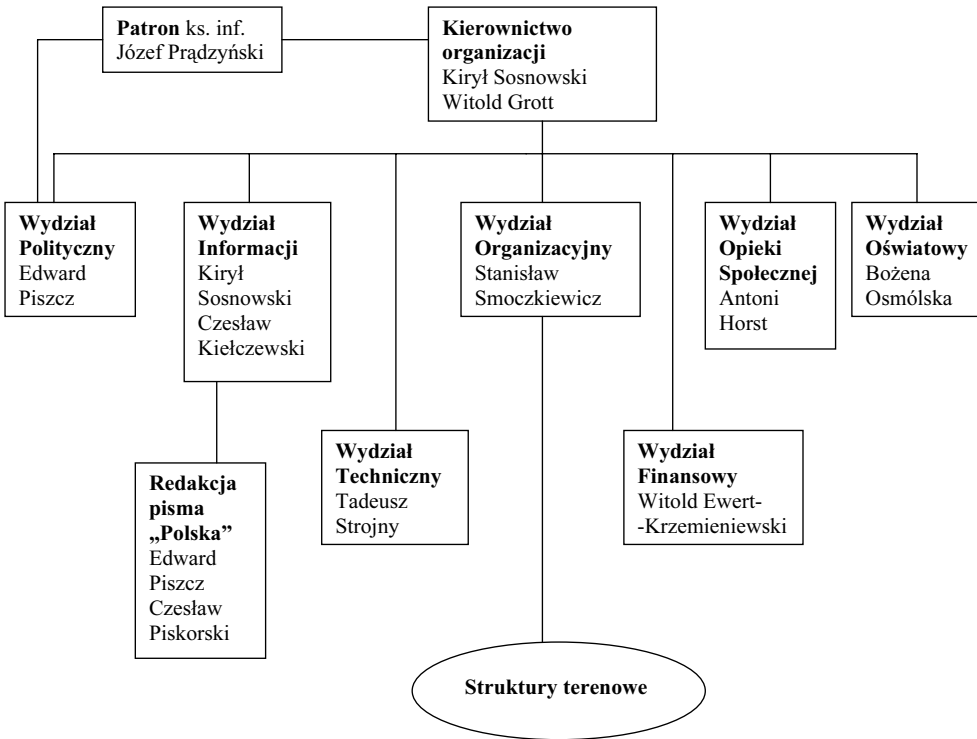 Patron ks. inf.
Józef Prądzyński
Kierownictwo
organizacji
Kirył Sosnowski
Witold Grott
Wydział
Polityczny
Edward
Piszcz
Wydział
Informacji
Kirył
Sosnowski
Czesław
Kiełczewski
Wydział
Organizacyjny
Stanisław
Smoczkiewicz
Wydział
Opieki
Społecznej
Antoni
Horst
Wydział
Oświatowy
Bożena
Osmólska
Redakcja
pisma
„Polska”
Edward
Piszcz
Czesław
Piskorski
Wydział
Techniczny
Tadeusz
Strojny
Wydział
Finansowy
Witold Ewert-
-Krzemieniewski
Struktury terenowe